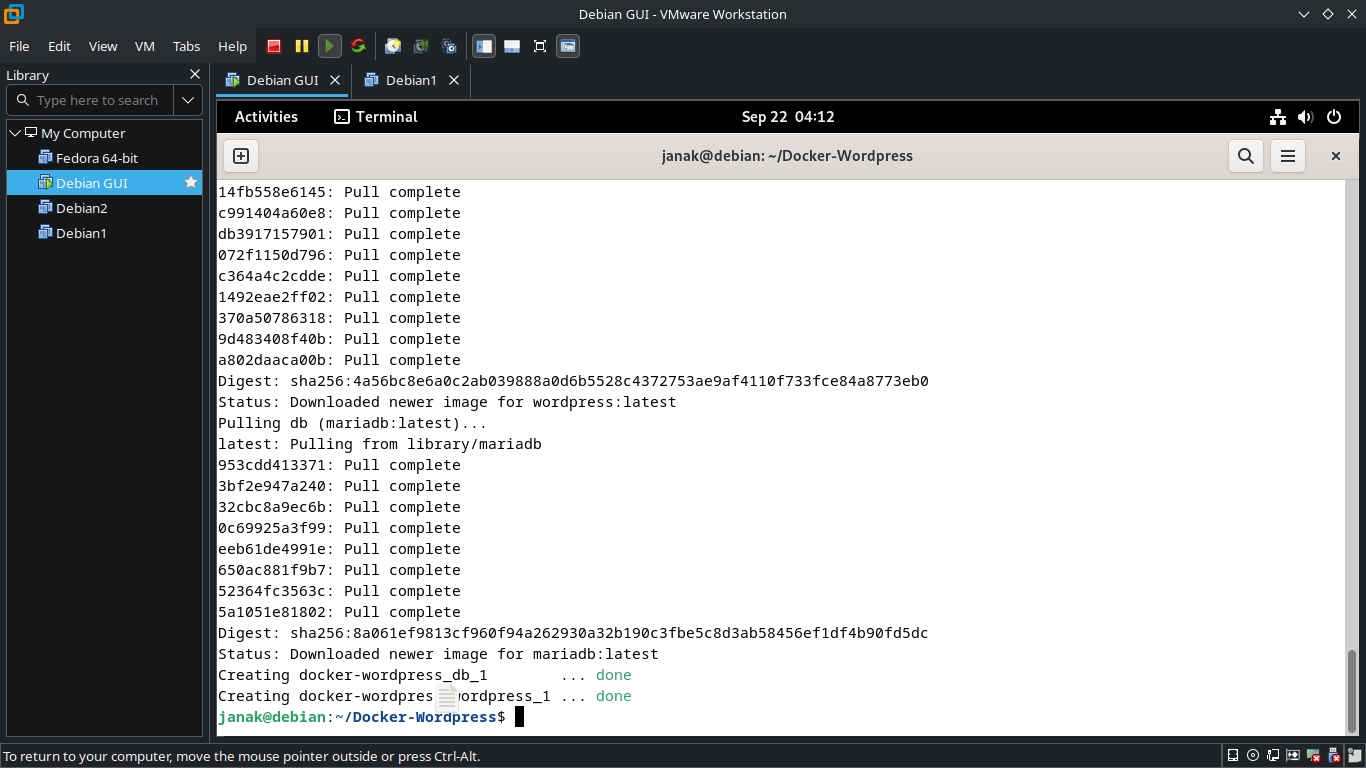 Debian GUI - VMware Workstation
File Edit View VM Tabs Help
Library
Debian GUI
Debian1
Type here to search
My Computer
Fedora 64-bit
Debian GUI
Debian2
Debian1
Activities
Terminal
Sep 22 04:12
janak@debian: ~/Docker-Wordpress
14fb558e6145: Pull complete
c991404a60e8: Pull complete
db3917157901: Pull complete
072f1150d796: Pull complete
c364a4c2cdde: Pull complete
1492eae2ff02: Pull complete
370a50786318: Pull complete
9d483408f40b: Pull complete
a802daaca00b: Pull complete
Digest: sha256:4a56bc8e6a0c2ab039888a0d6b5528c4372753ae9af4110f733fce84a8773eb0
Status: Downloaded newer image for wordpress:latest
Pulling db (mariadb:latest)...
latest: Pulling from library/mariadb
953cdd413371: Pull complete
3bf2e947a240: Pull complete
32cbc8a9ec6b: Pull complete
0c69925a3f99: Pull complete
eeb61de4991e: Pull complete
650ac881f9b7: Pull complete
52364fc3563c: Pull complete
5a1051e81802: Pull complete
Digest: sha256:8a061ef9813cf960f94a262930a32b190c3fbe5c8d3ab58456ef1df4b90fd5dc
Status: Downloaded newer image for mariadb:latest
Creating docker-wordpress_db_1 ... done
Creating docker-wordpress_wordpress_1 ... done
janak@debian:~/Docker-Wordpress$
To return to your computer, move the mouse pointer outside or press Ctrl-Alt.